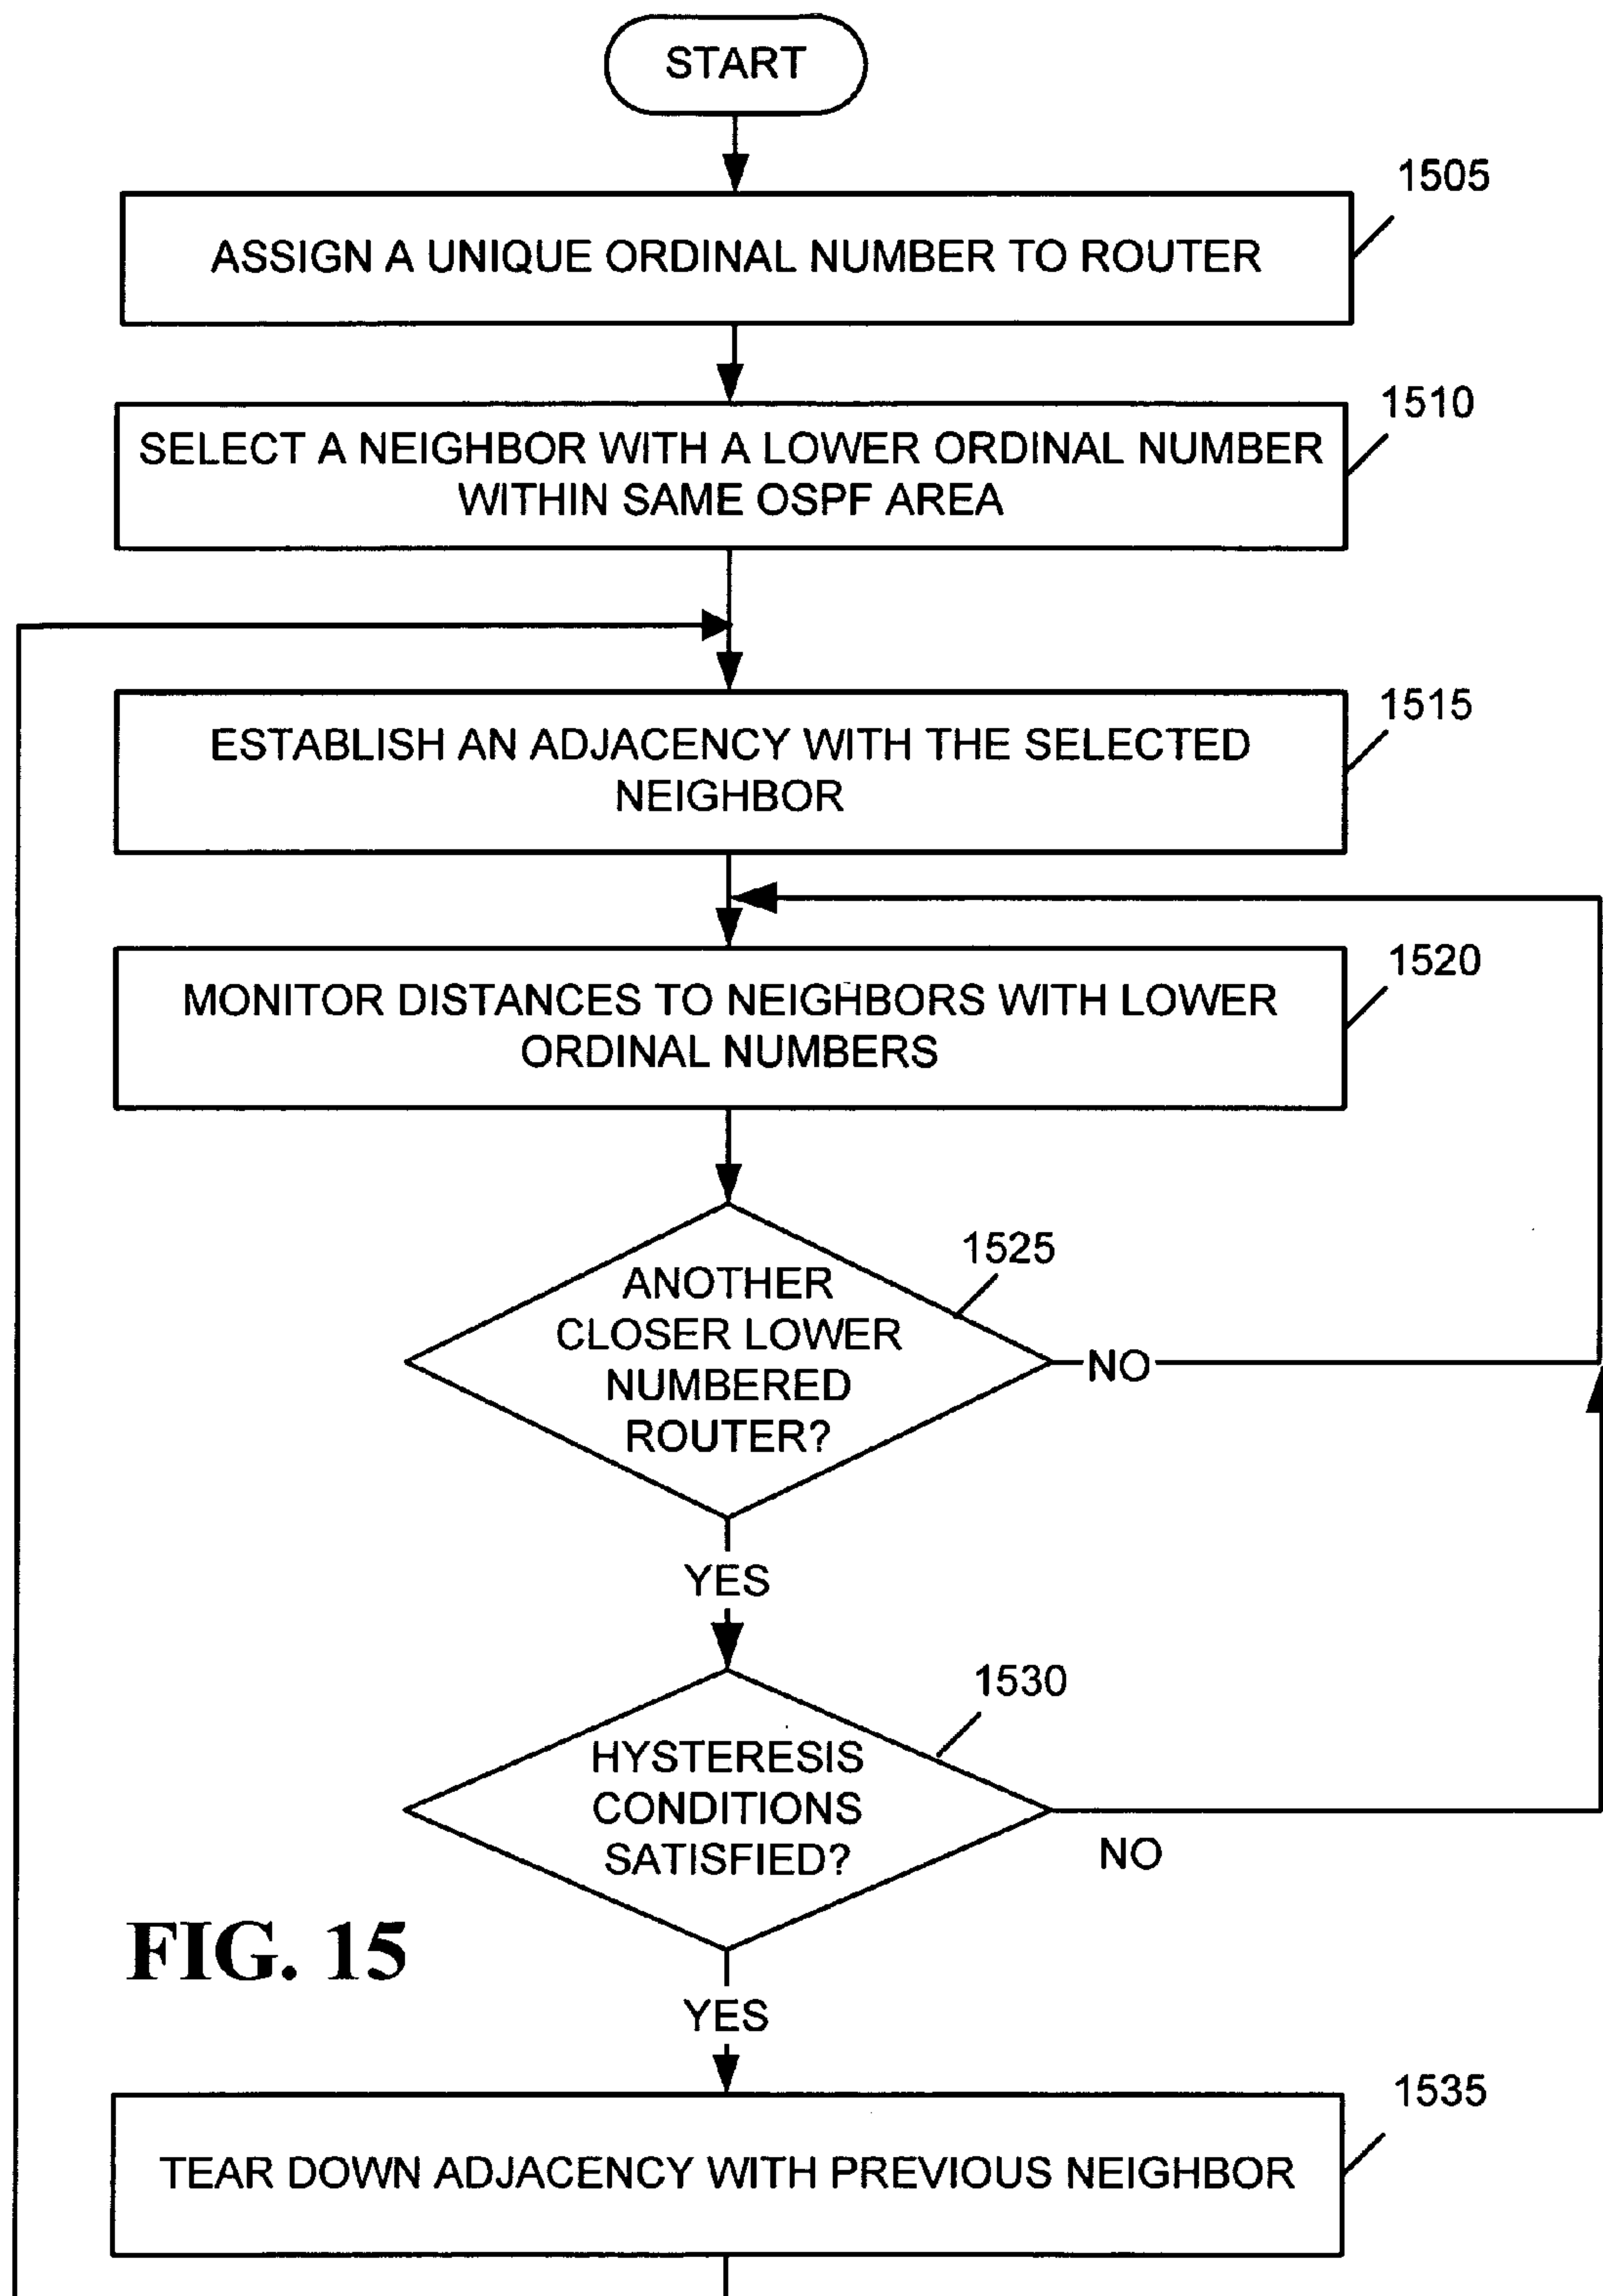 START
1505
ASSIGN A UNIQUE ORDINAL NUMBER TO ROUTER
1510
SELECT A NEIGHBOR WITH A LOWER ORDINAL NUMBER
WITHIN SAME OSPF AREA
1515
ESTABLISH AN ADJACENCY WITH THE SELECTED
NEIGHBOR
1520
MONITOR DISTANCES TO NEIGHBORS WITH LOWER
ORDINAL NUMBERS
1525
ANOTHER
CLOSER LOWER
NUMBERED
ROUTER?
NO
YES
1530
HYSTERESIS
CONDITIONS
SATISFIED?
NO
FIG. 15
YES
1535
TEAR DOWN ADJACENCY WITH PREVIOUS NEIGHBOR